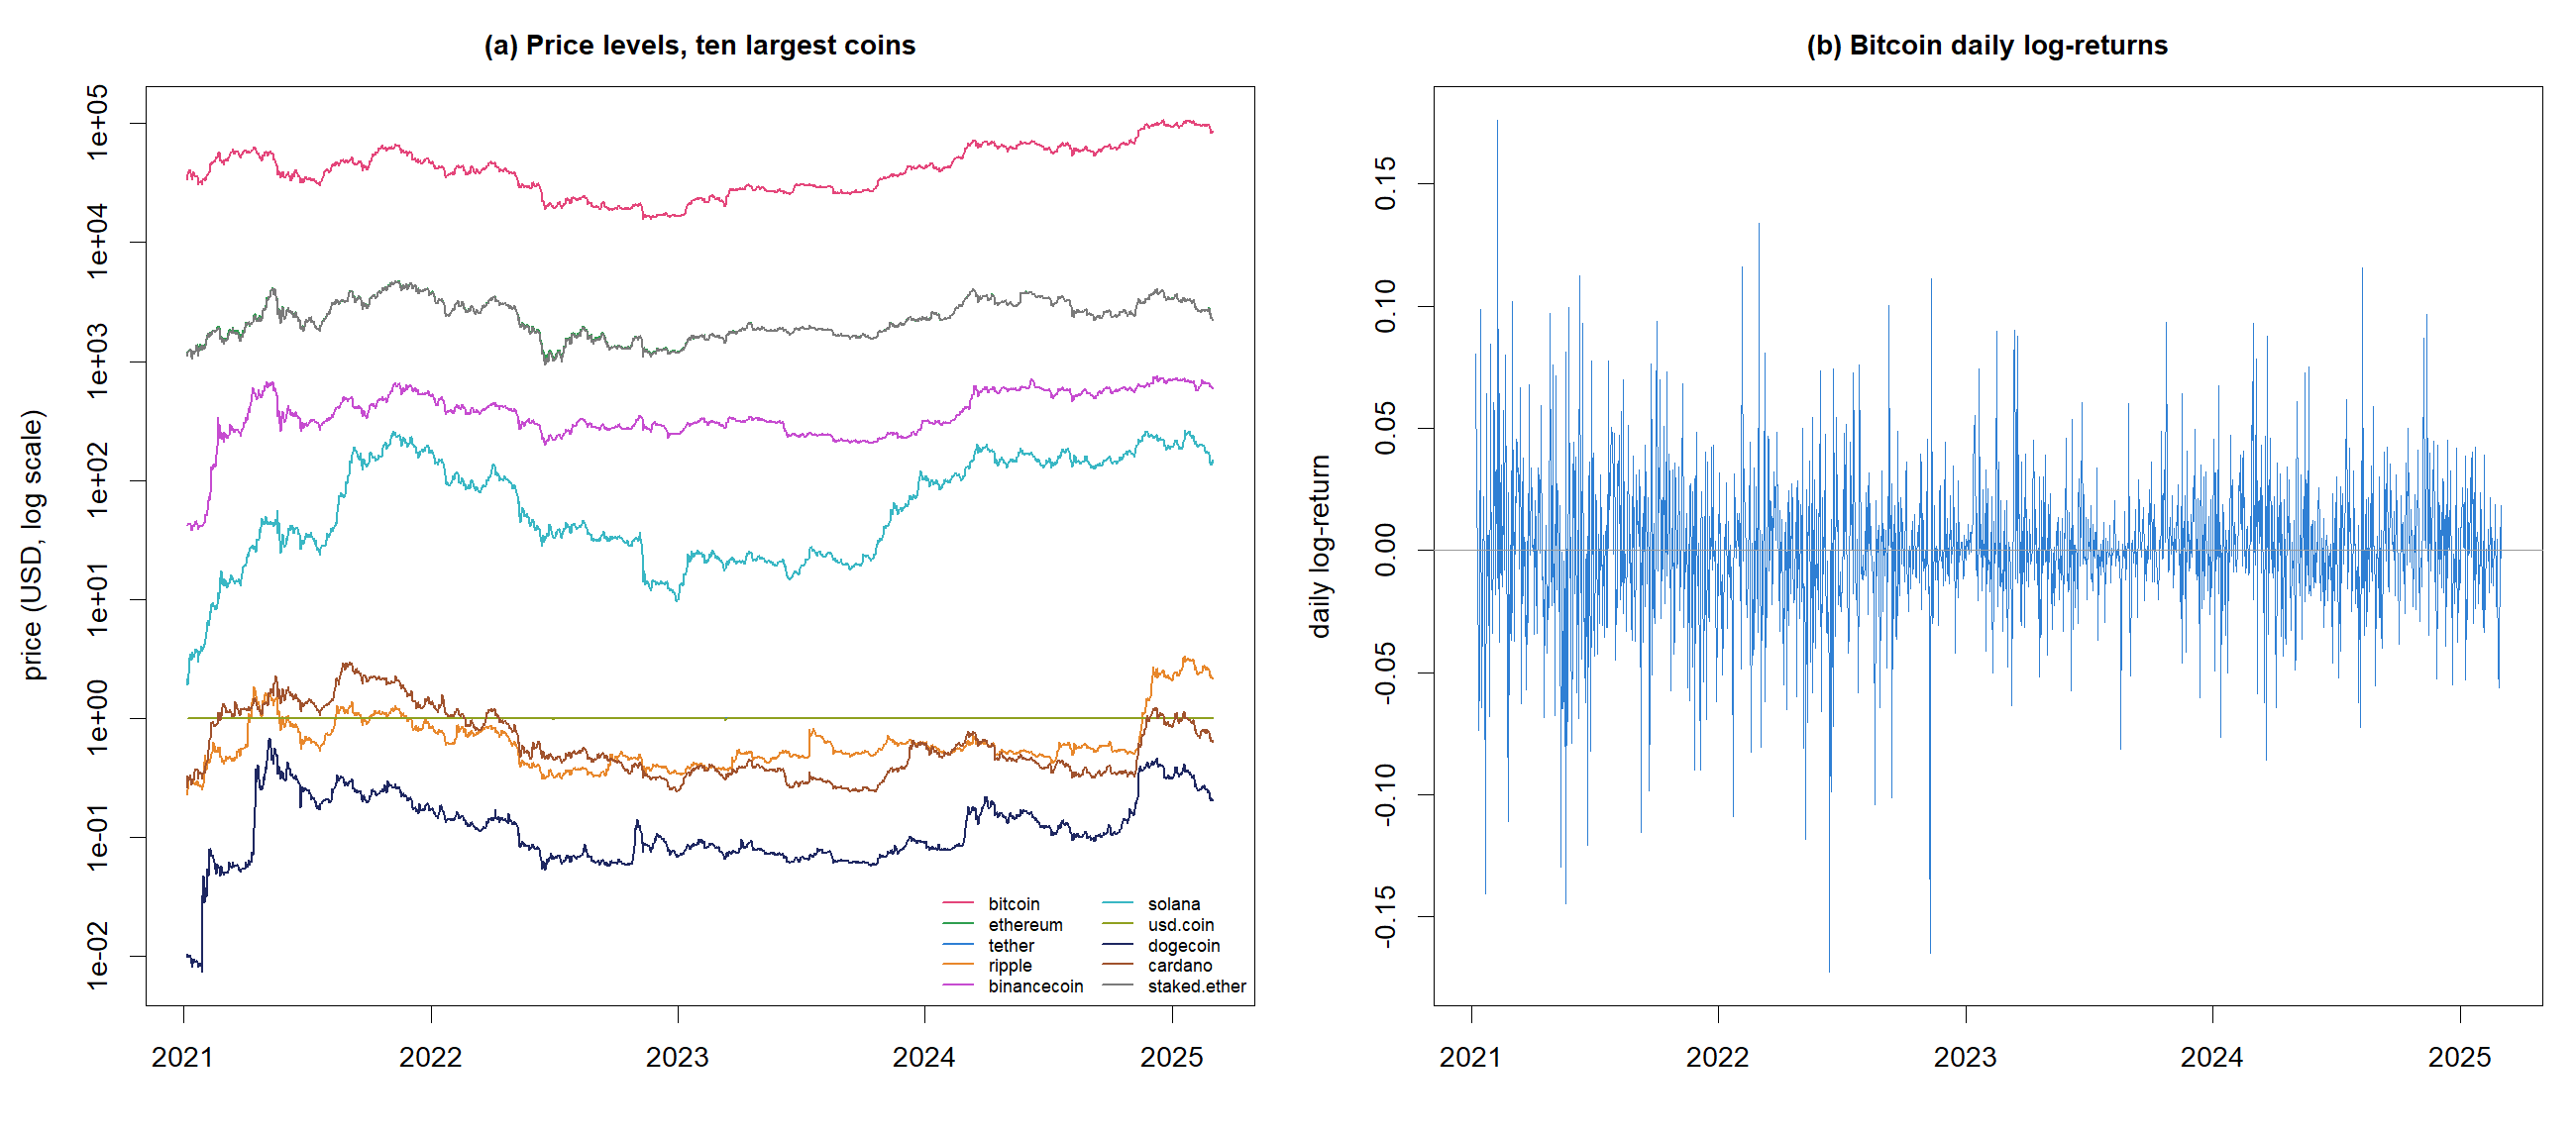 (a) Price levels, ten largest coins
price (USD, log scale)
1e+05
1e+04
1e+03
1e+02
1e+01
1e+00
1e-01
1e-02
2021 2022 2023 2024 2025
bitcoin
ethereum
tether
ripple
binancecoin
solana
usd.coin
dogecoin
cardano
staked.ether
(b) Bitcoin daily log-returns
daily log-return
0.15
0.10
0.05
0.00
-0.05
-0.10
-0.15
2021 2022 2023 2024 2025